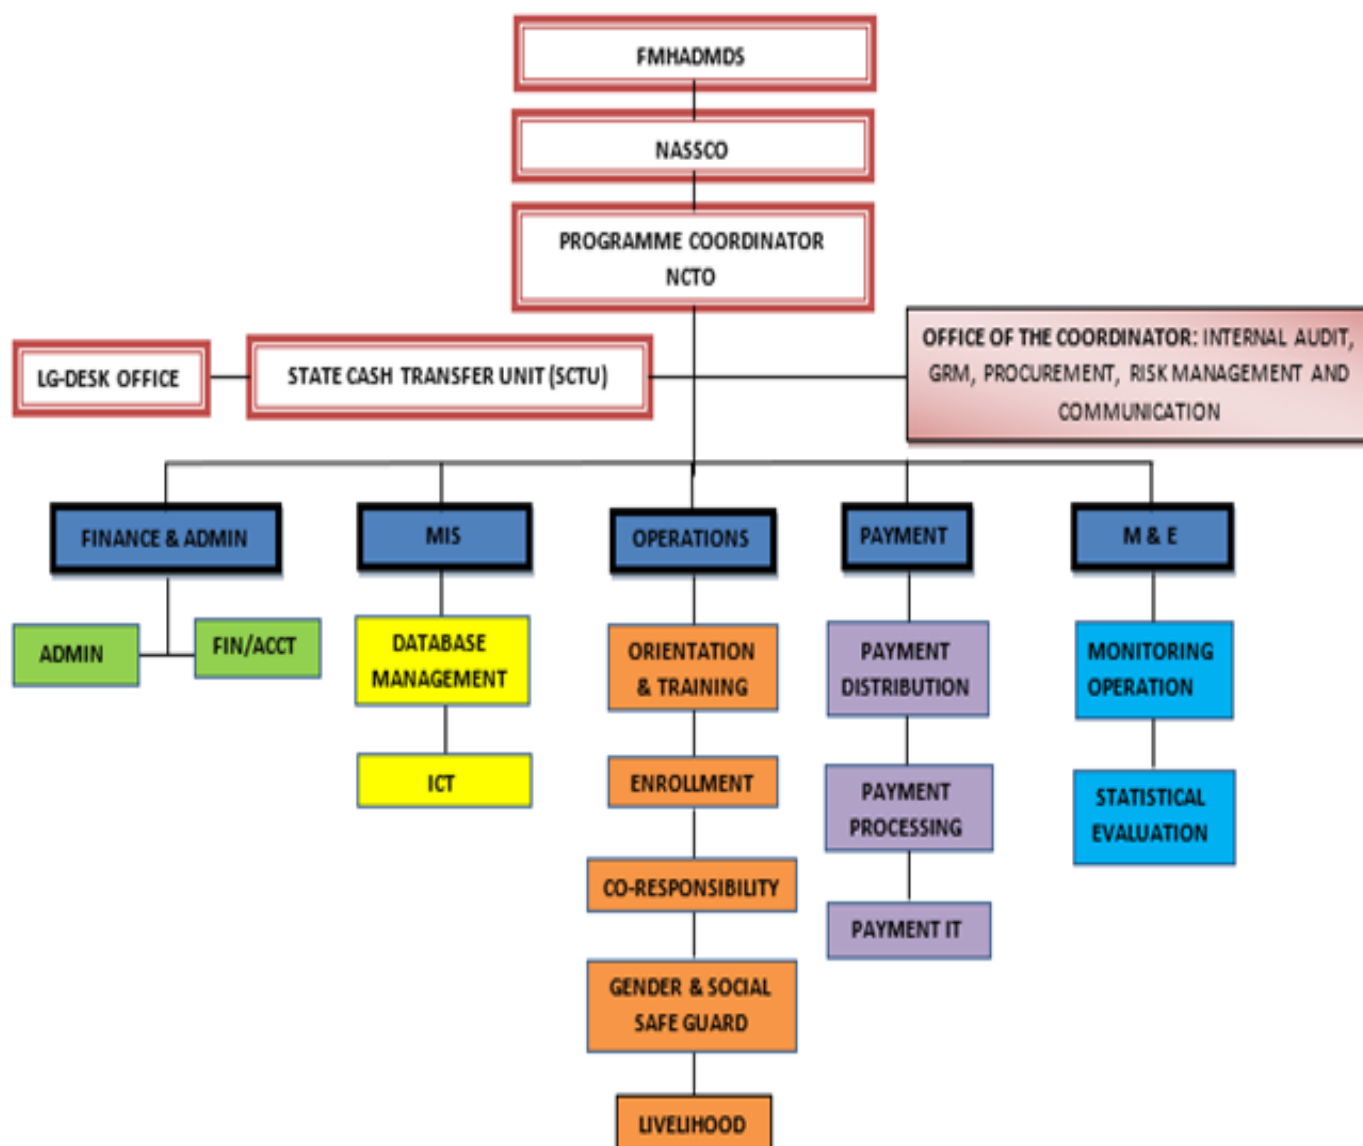 FMHADMDS
NASSCO
PROGRAMME COORDINATOR
NCTO
LG-DESK OFFICE
STATE CASH TRANSFER UNIT (SCTU)
OFFICE OF THE COORDINATOR: INTERNAL AUDIT,
GRM, PROCUREMENT, RISK MANAGEMENT AND
COMMUNICATION
FINANCE & ADMIN
MIS
OPERATIONS
PAYMENT
M & E
ADMIN
FIN/ACCT
DATABASE
MANAGEMENT
ICT
ORIENTATION
& TRAINING
ENROLLMENT
CO-RESPONSIBILITY
GENDER & SOCIAL
SAFE GUARD
LIVELIHOOD
PAYMENT
DISTRIBUTION
PAYMENT
PROCESSING
PAYMENT IT
MONITORING
OPERATION
STATISTICAL
EVALUATION